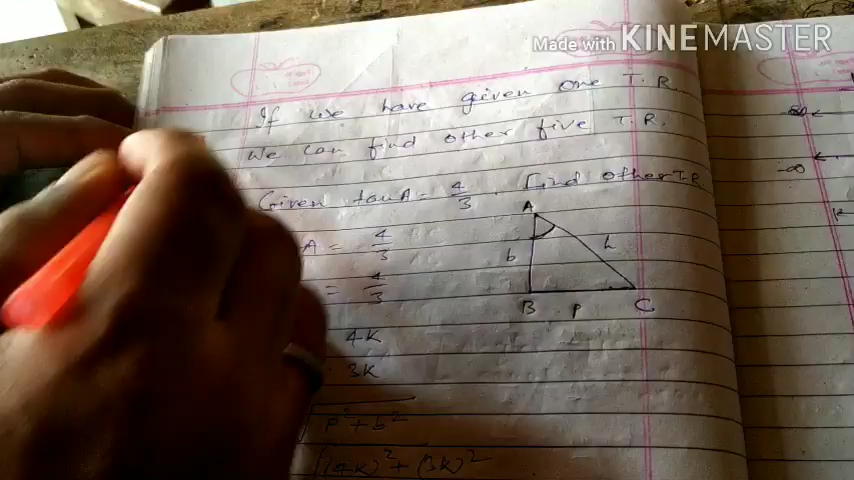 Made with KINEMASTER
If we have given one T.R.
We can find other five T.R.
Given tanA = 4/3. Find other T.R.
A = 4/3
= 4/3
4K
3K
√p²+b²
√(4K)²+(3K)²
A
b h
B p C
-∞